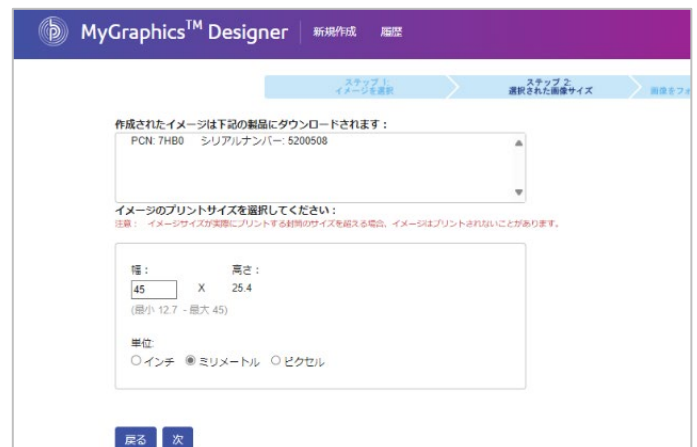 MyGraphics™ Designer 新規作成 履歴
ステップ 1:
イメージを選択
ステップ 2:
選択された画像サイズ
画像をフォ
作成されたイメージは下記の製品にダウンロードされます：
PCN: 7HB0 シリアルナンバー: 5200508
イメージのプリントサイズを選択してください：
注意： イメージサイズが実際にプリントする封筒のサイズを超える場合、イメージはプリントされないことがあります。
幅： 高さ：
45 X 25.4
(最小 12.7 - 最大 45)
単位:
インチ ミリメートル ピクセル
戻る 次